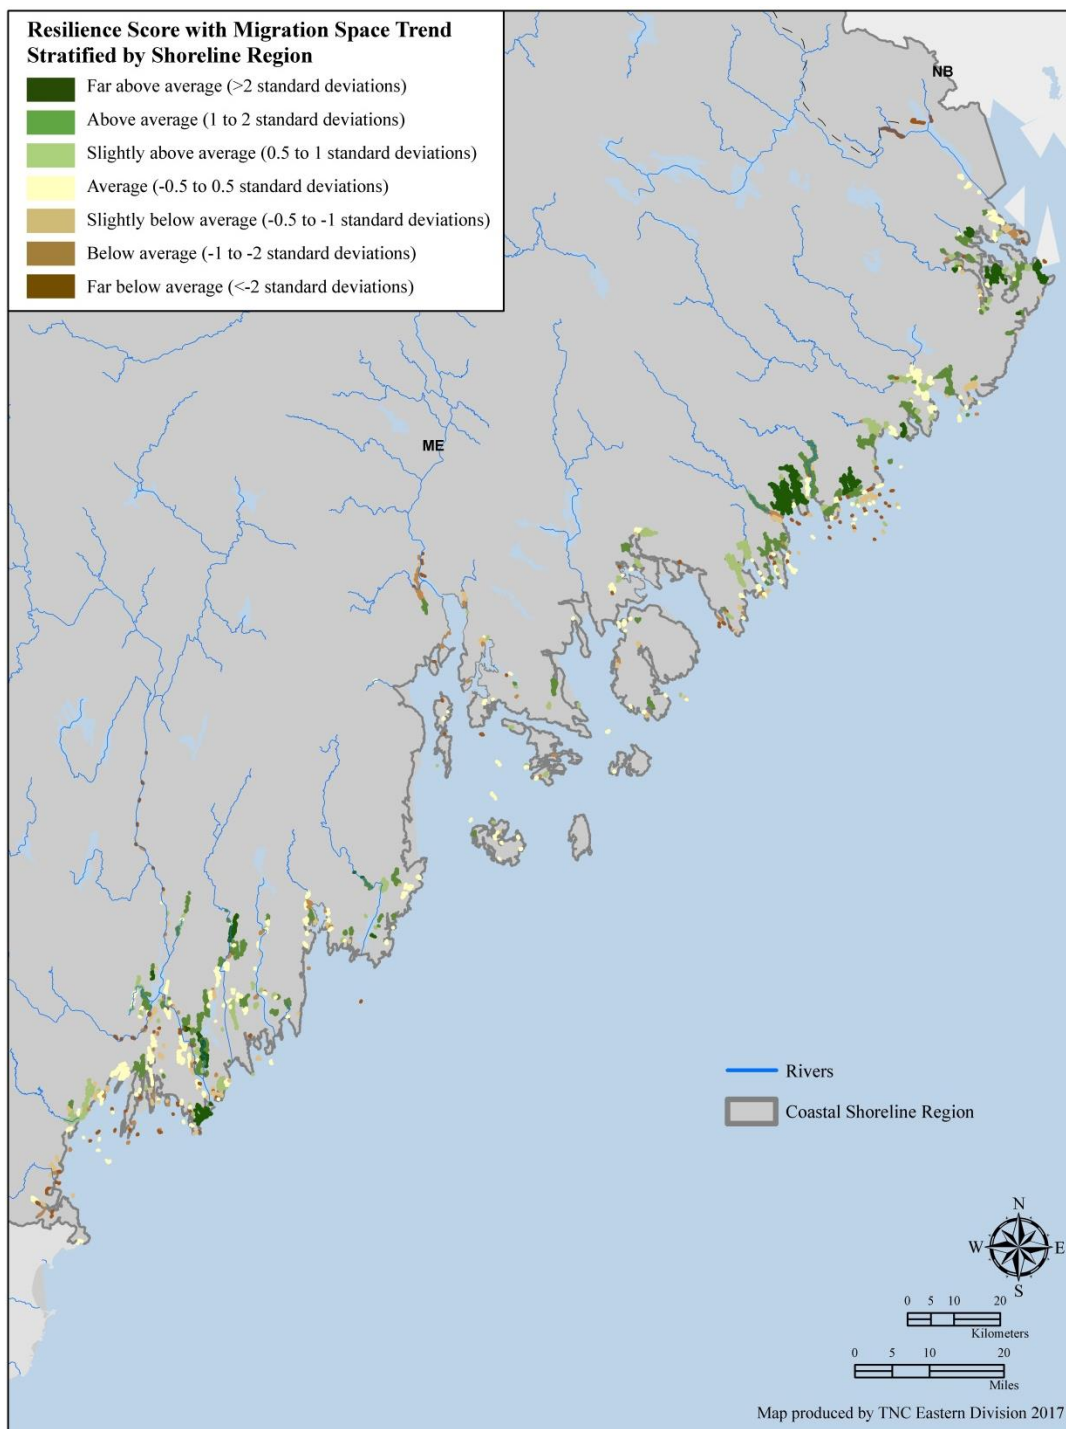 Resilience Score with Migration Space Trend
Stratified by Shoreline Region
Far above average (>2 standard deviations)
Above average (1 to 2 standard deviations)
Slightly above average (0.5 to 1 standard deviations)
Average (-0.5 to 0.5 standard deviations)
Slightly below average (-0.5 to -1 standard deviations)
Below average (-1 to -2 standard deviations)
Far below average (<-2 standard deviations)
NB
ME
Rivers
Coastal Shoreline Region
N
W E
S
0 5 10 20
Kilometers
0 5 10 20
Miles
Map produced by TNC Eastern Division 2017